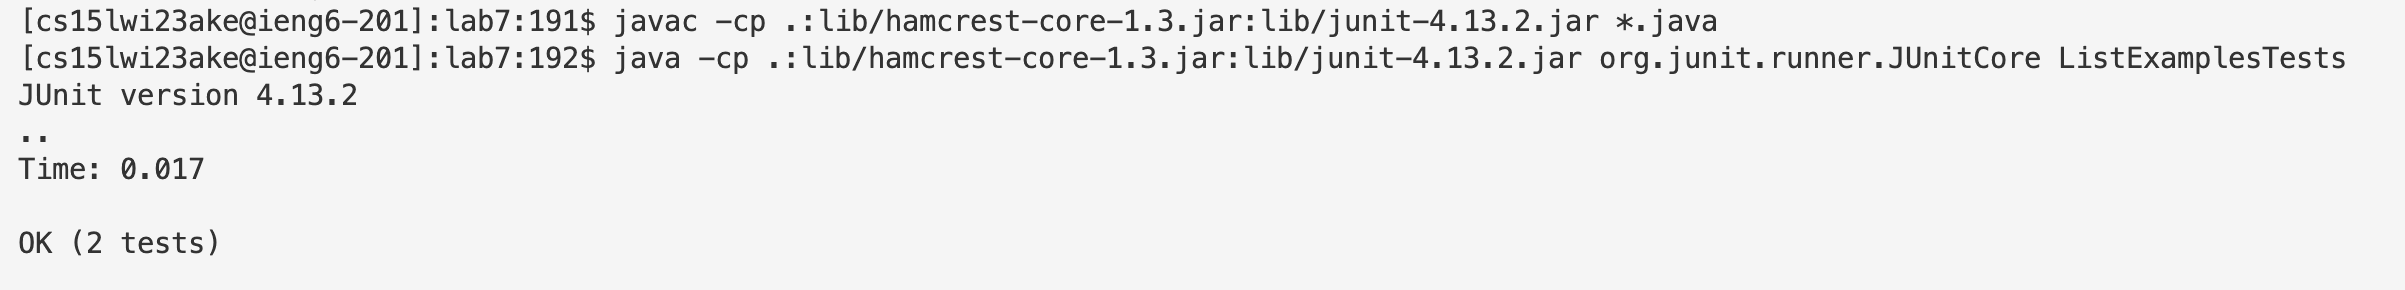 [cs15lwi23ake@ieng6-201]:lab7:191$ javac -cp .:lib/hamcrest-core-1.3.jar:lib/junit-4.13.2.jar *.java
[cs15lwi23ake@ieng6-201]:lab7:192$ java -cp .:lib/hamcrest-core-1.3.jar:lib/junit-4.13.2.jar org.junit.runner.JUnitCore ListExamplesTests
JUnit version 4.13.2
..
Time: 0.017
OK (2 tests)